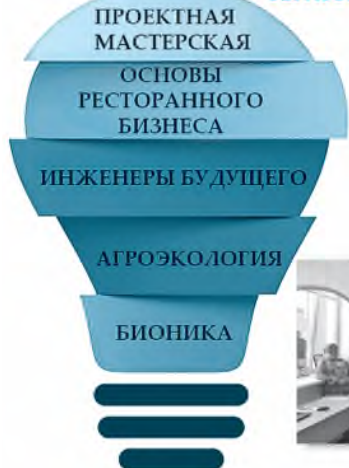 ПРОЕКТНАЯ
МАСТЕРСКАЯ
ОСНОВЫ
РЕСТОРАННОГО
БИЗНЕСА
ИНЖЕНЕРЫ БУДУЩЕГО
АГРОЭКОЛОГИЯ
БИОНИКА